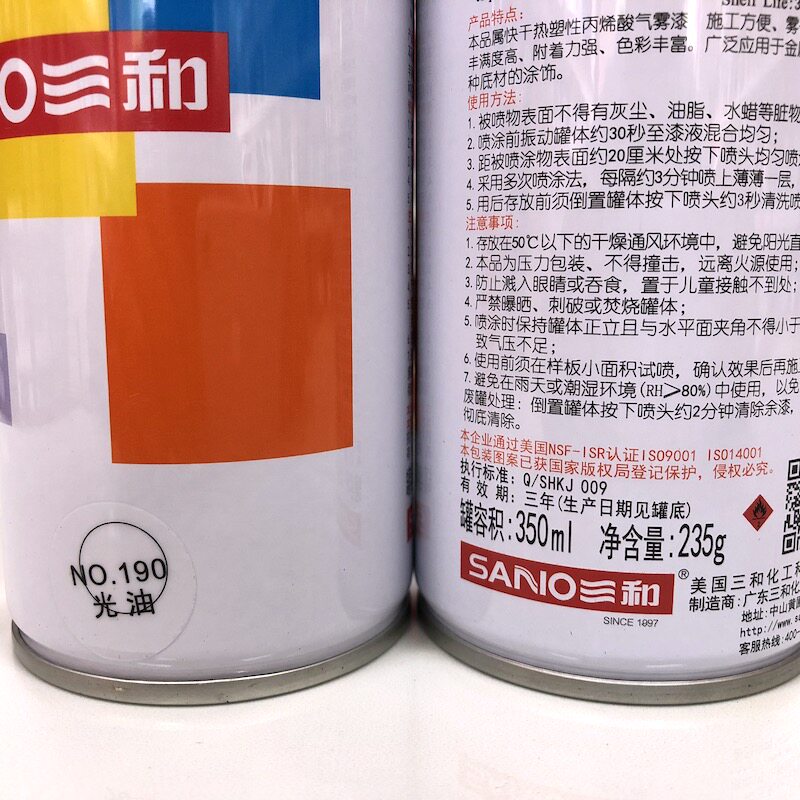 O三和
NO.190
光油
Shelf Life:3
产品特点:
本品属快干热塑性丙烯酸气雾漆 施工方便、雾
丰满度高、附着力强、色彩丰富。广泛应用于金属
种底材的涂饰。
使用方法:
1. 被喷物表面不得有灰尘、油脂、水蜡等脏物
2. 喷涂前振动罐体约30秒至漆液混合均匀;
3. 距被喷涂物表面约20厘米处按下喷头均匀喷
4. 采用多次喷涂法，每隔约3分钟喷上薄薄一层,
5. 用后存放前须倒置罐体按下喷头约3秒清洗喷
注意事项:
1. 存放在50℃以下的干燥通风环境中，避免阳光直
2. 本品为压力包装、不得撞击，远离火源使用;
3. 防止溅入眼睛或吞食，置于儿童接触不到处;
4. 严禁曝晒、刺破或焚烧罐体;
5. 喷涂时保持罐体正立且与水平面夹角不得小于
致气压不足;
6. 使用前须在样板小面积试喷，确认效果后再施
7. 避免在雨天或潮湿环境(RH≥80%)中使用，以免
废罐处理: 倒置罐体按下喷头约2分钟清除余漆,
彻底清除。
本企业通过美国NSF-ISR认证ISO9001 ISO14001
本包装图案已获国家版权局登记保护，侵权必究。
执行标准: Q/SHKJ 009
有 效 期: 三年(生产日期见罐底)
罐容积:350ml 净含量:235g
SANO三和®
SINCE 1997
美国三和化工
制造商:广东三和化
地址:中山黄
http://www.sa
客服热线:400-